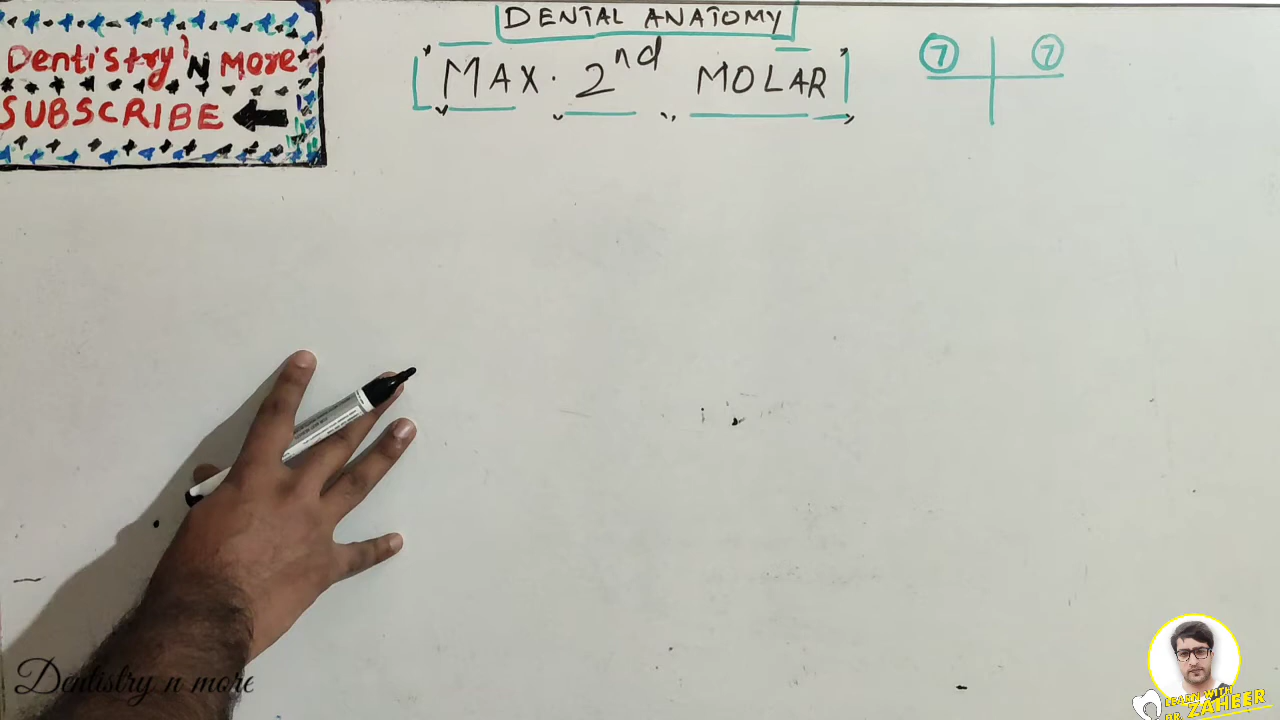 DENTAL ANATOMY
Dentistry'N More
SUBSCRIBE
MAX. 2nd MOLAR
7 7
Dentistry n more
LEARN WITH
DR. ZAHEER